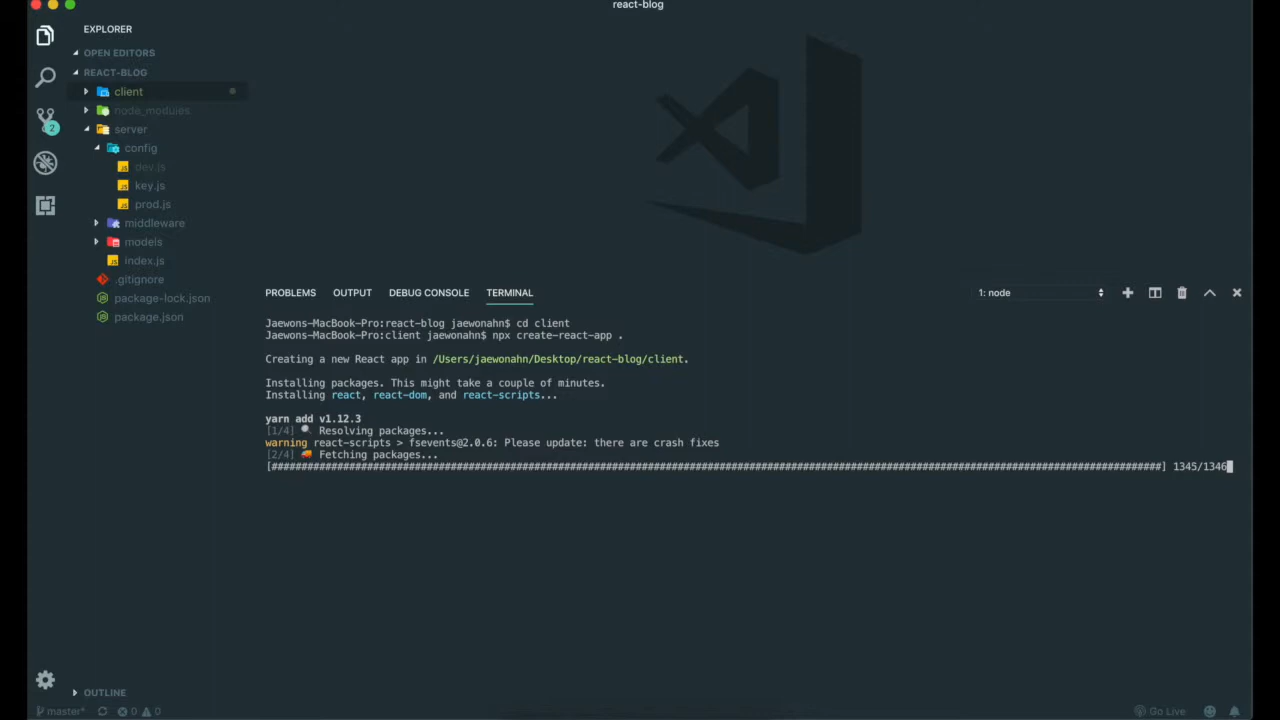 react-blog
EXPLORER
OPEN EDITORS
REACT-BLOG
client
node_modules
server
config
dev.js
key.js
prod.js
middleware
models
index.js
.gitignore
package-lock.json
package.json
OUTLINE
2
PROBLEMS OUTPUT DEBUG CONSOLE TERMINAL 1: node
Jaewons-MacBook-Pro:react-blog jaewonahn$ cd client
Jaewons-MacBook-Pro:client jaewonahn$ npx create-react-app .
Creating a new React app in /Users/jaewonahn/Desktop/react-blog/client.
Installing packages. This might take a couple of minutes.
Installing react, react-dom, and react-scripts...
yarn add v1.12.3
[1/4] 🔍 Resolving packages...
warning react-scripts > fsevents@2.0.6: Please update: there are crash fixes
[2/4] 🚚 Fetching packages...
[####################################################################################################################################################] 1345/1346
master* 0 0 Go Live